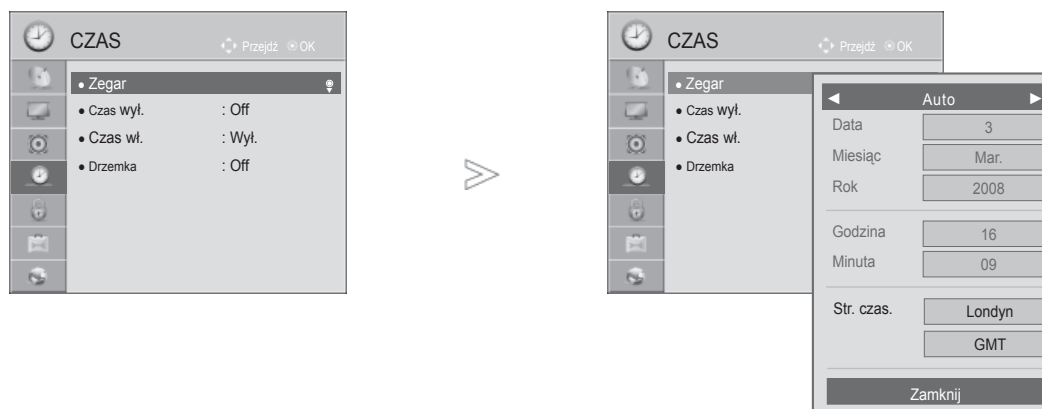 CZAS Przejdź OK
• Zegar
• Czas wył. : Off
• Czas wł. : Wył.
• Drzemka : Off
CZAS Przejdź OK
• Zegar
• Czas wył.
• Czas wł.
• Drzemka
◄ Auto ►
Data 3
Miesiąc Mar.
Rok 2008
Godzina 16
Minuta 09
Str. czas. Londyn
GMT
Zamknij